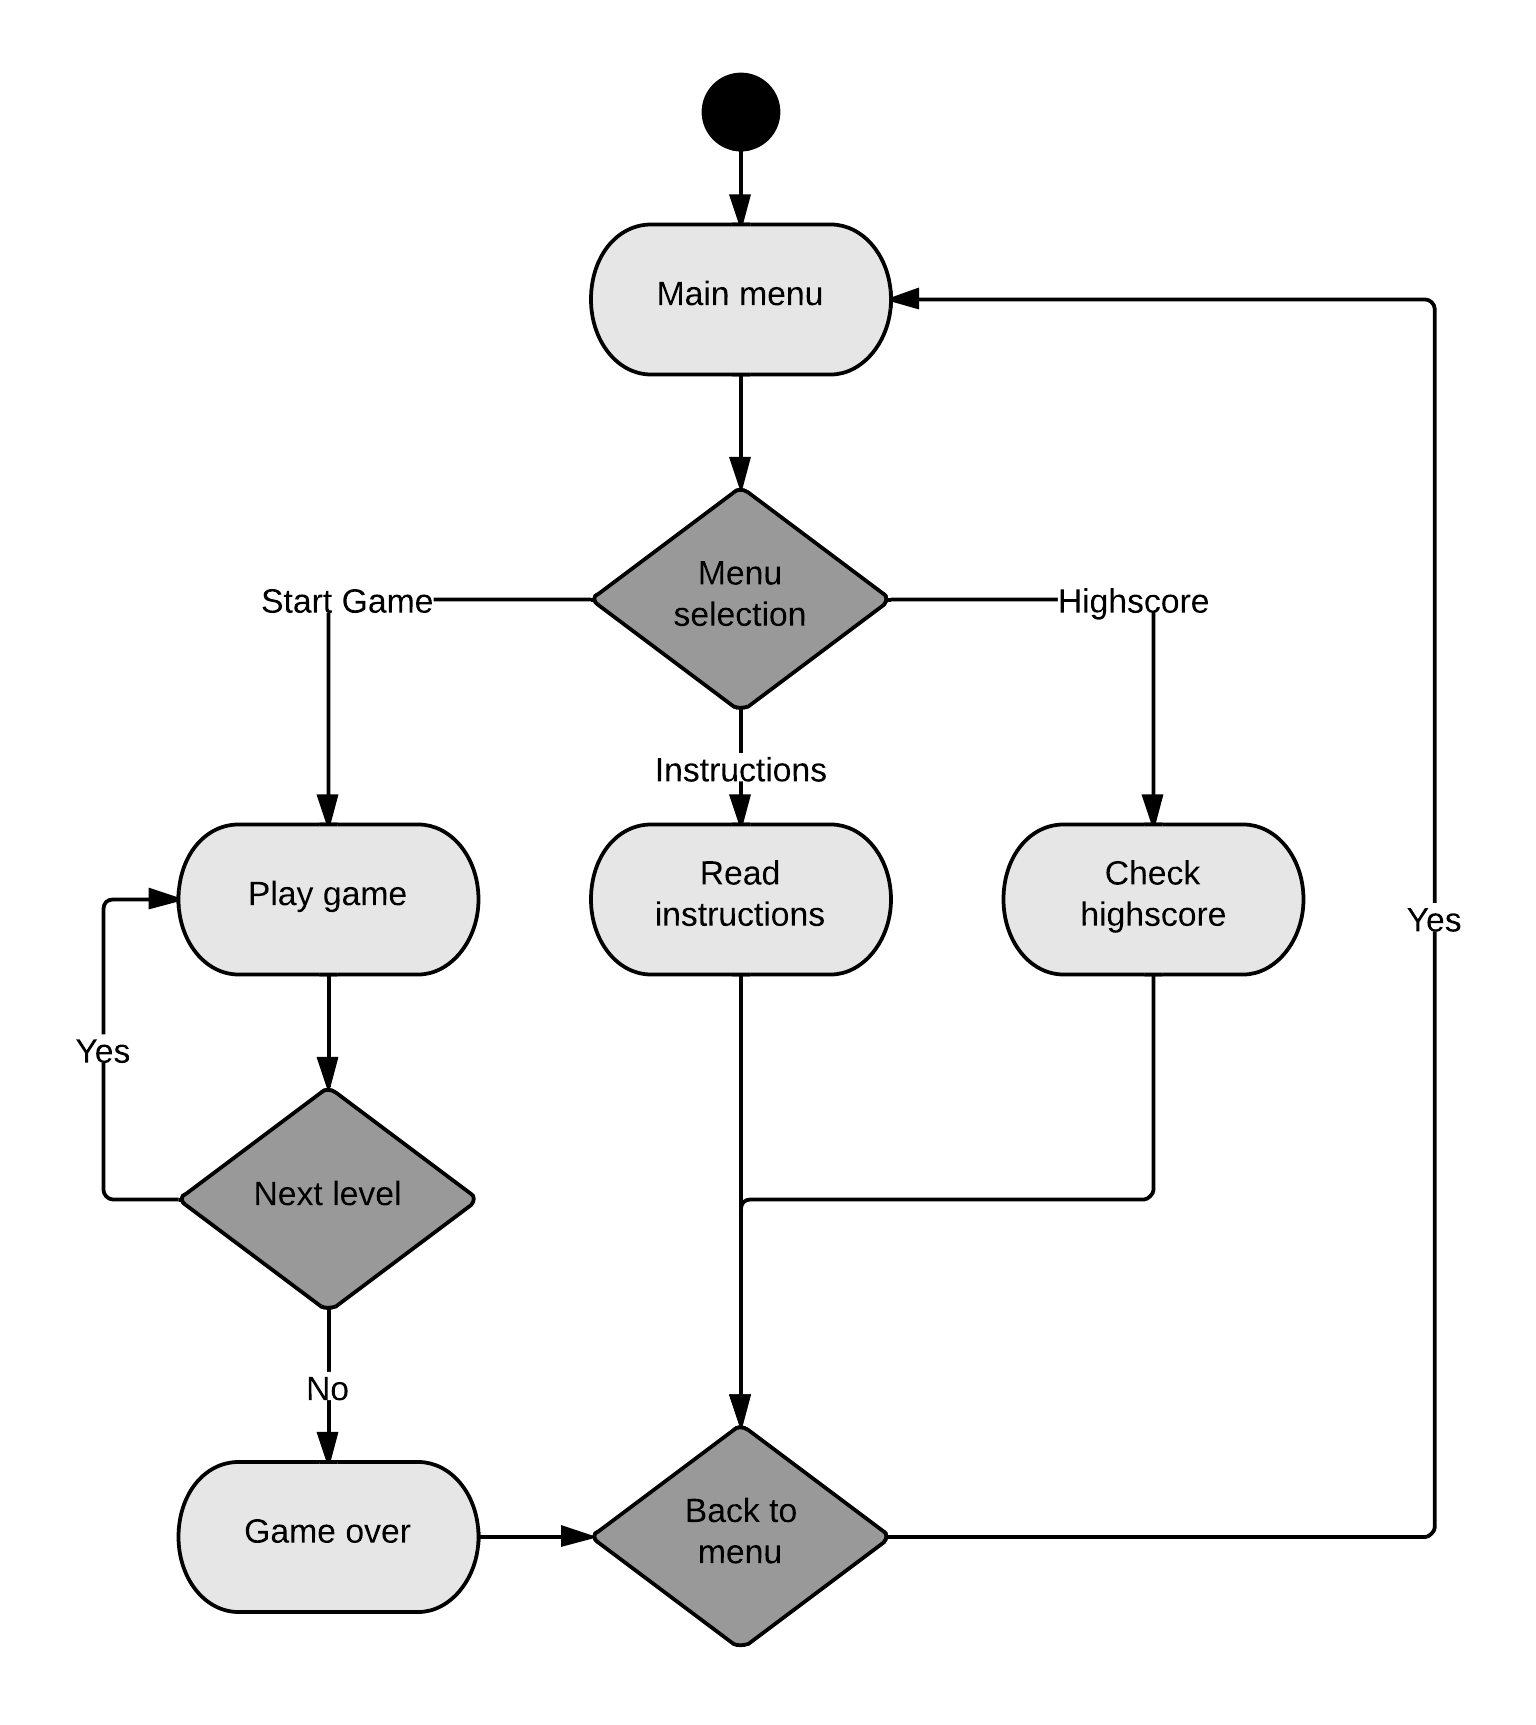 Main menu
Menu
selection
Start Game
Highscore
Instructions
Play game
Read
instructions
Check
highscore
Yes
Yes
Next level
No
Game over
Back to
menu